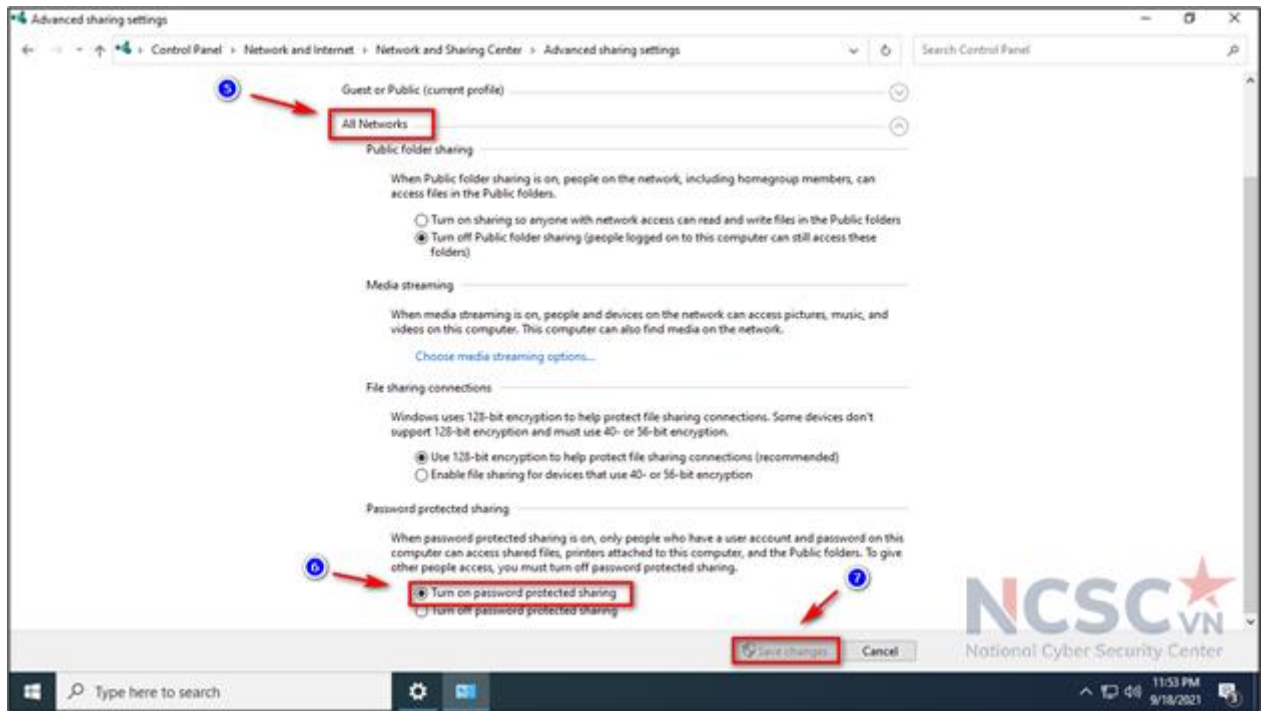 Advanced sharing settings
Control Panel › Network and Internet › Network and Sharing Center › Advanced sharing settings
Search Control Panel
5
Guest or Public (current profile)
All Networks
Public folder sharing
When Public folder sharing is on, people on the network, including homegroup members, can
access files in the Public folders.
Turn on sharing so anyone with network access can read and write files in the Public folders
Turn off Public folder sharing (people logged on to this computer can still access these
folders)
Media streaming
When media streaming is on, people and devices on the network can access pictures, music, and
videos on this computer. This computer can also find media on the network.
Choose media streaming options...
File sharing connections
Windows uses 128-bit encryption to help protect file sharing connections. Some devices don't
support 128-bit encryption and must use 40- or 56-bit encryption.
Use 128-bit encryption to help protect file sharing connections (recommended)
Enable file sharing for devices that use 40- or 56-bit encryption
Password protected sharing
When password protected sharing is on, only people who have a user account and password on this
computer can access shared files, printers attached to this computer, and the Public folders. To give
other people access, you must turn off password protected sharing.
6
7
Turn on password protected sharing
Turn off password protected sharing
Save changes
Cancel
NCSC VN
National Cyber Security Center
Type here to search
11:53 PM
9/18/2021
3